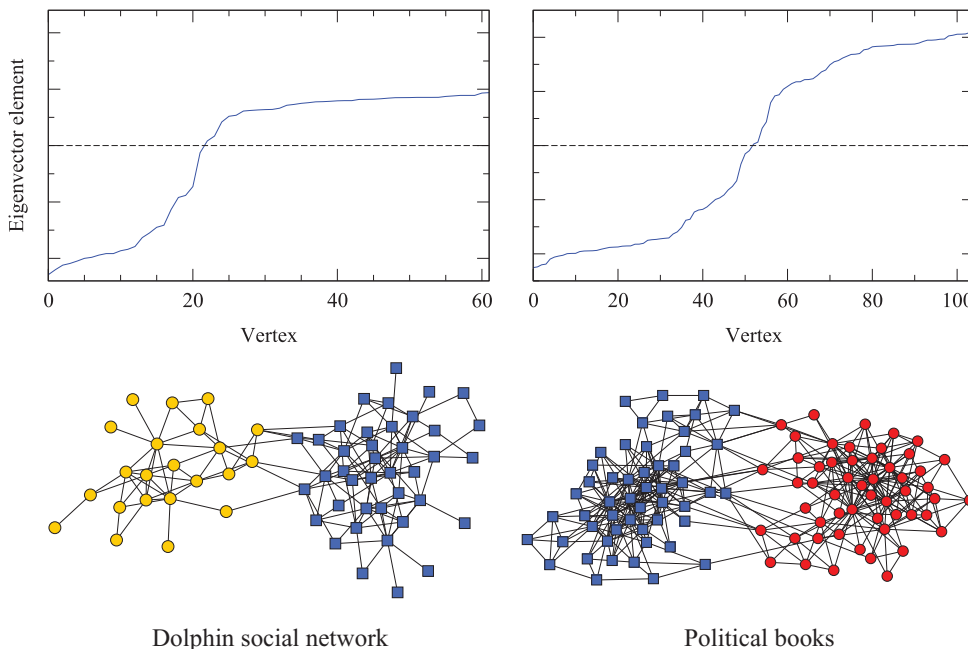 Eigenvector element
0 20 40 60
0 20 40 60 80 100
Vertex Vertex
Dolphin social network Political books